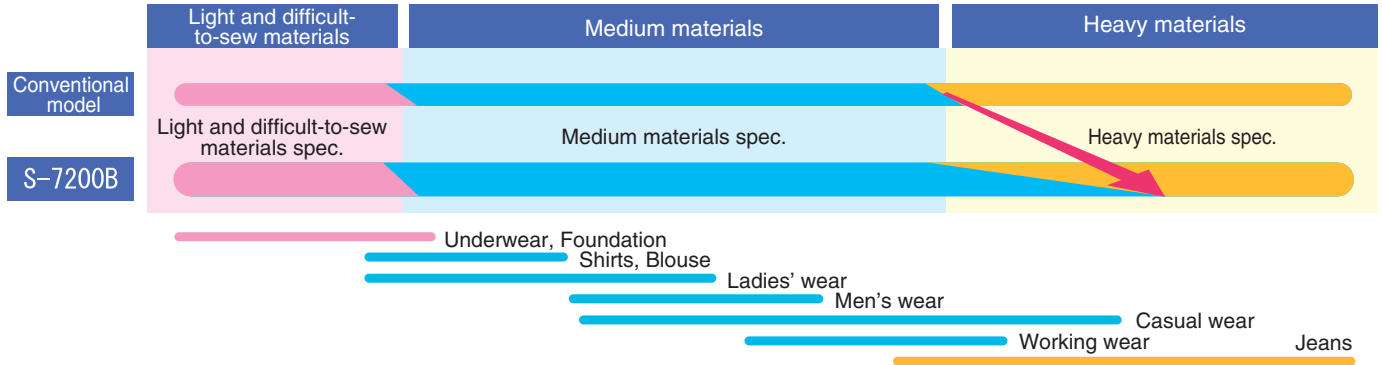 Light and difficult-
to-sew materials
Medium materials
Heavy materials
Conventional
model
Light and difficult-to-sew
materials spec.
Medium materials spec.
Heavy materials spec.
S-7200B
Underwear, Foundation
Shirts, Blouse
Ladies’ wear
Men’s wear
Casual wear
Working wear
Jeans